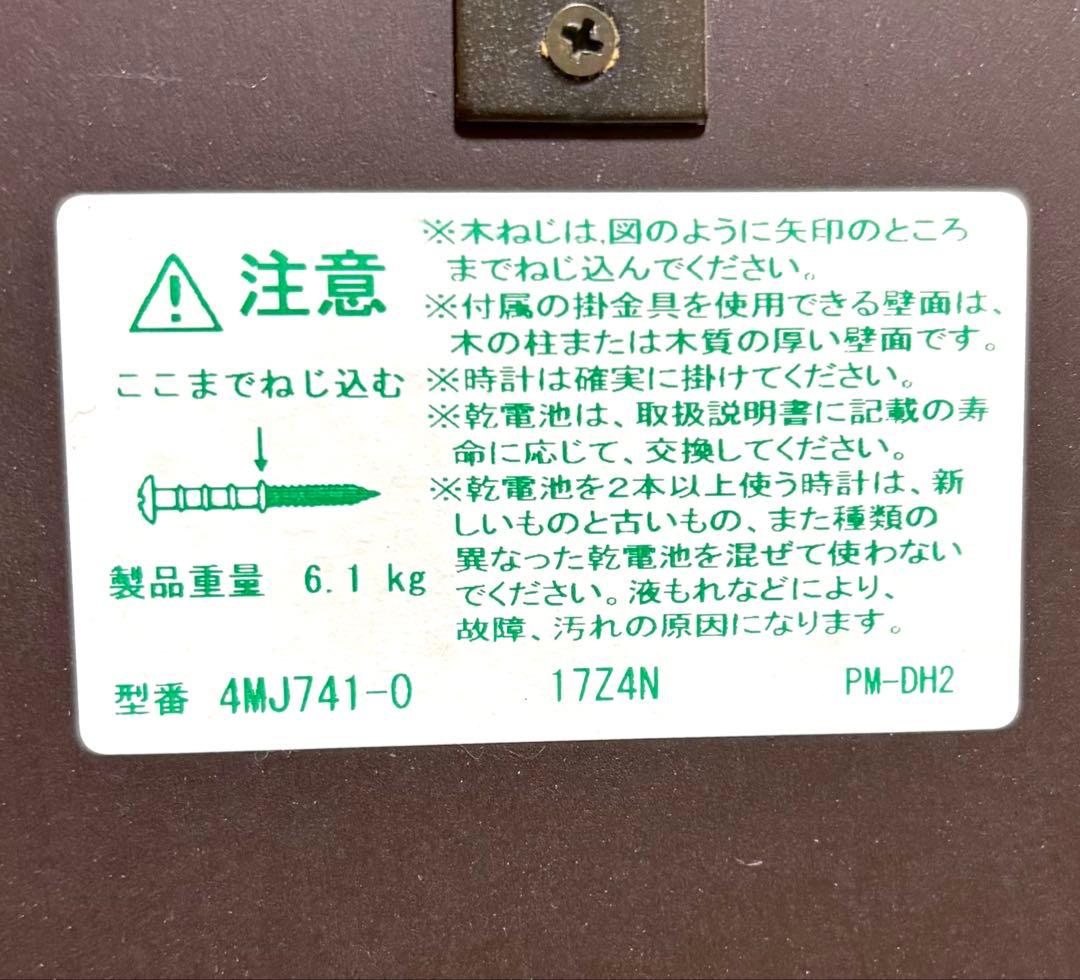 注意
ここまでねじ込む
製品重量 6.1 kg
※木ねじは,図のように矢印のところ
までねじ込んでください。
※付属の掛金具を使用できる壁面は、
木の柱または木質の厚い壁面です。
※時計は確実に掛けてください。
※乾電池は、取扱説明書に記載の寿
命に応じて、交換してください。
※乾電池を2本以上使う時計は、新
しいものと古いもの、また種類の
異なった乾電池を混ぜて使わない
でください。液もれなどにより、
故障、汚れの原因になります。
型番 4MJ741-0 17Z4N PM-DH2